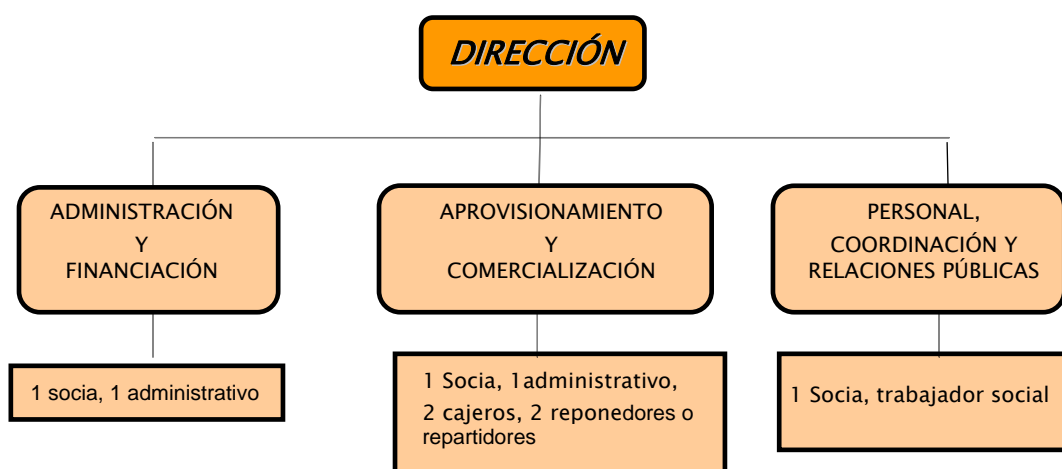 DIRECCIÓN
ADMINISTRACIÓN
Y
FINANCIACIÓN
APROVISIONAMIENTO
Y
COMERCIALIZACIÓN
PERSONAL,
COORDINACIÓN Y
RELACIONES PÚBLICAS
1 socia, 1 administrativo
1 Socia, 1administrativo,
2 cajeros, 2 reponedores o
repartidores
1 Socia, trabajador social